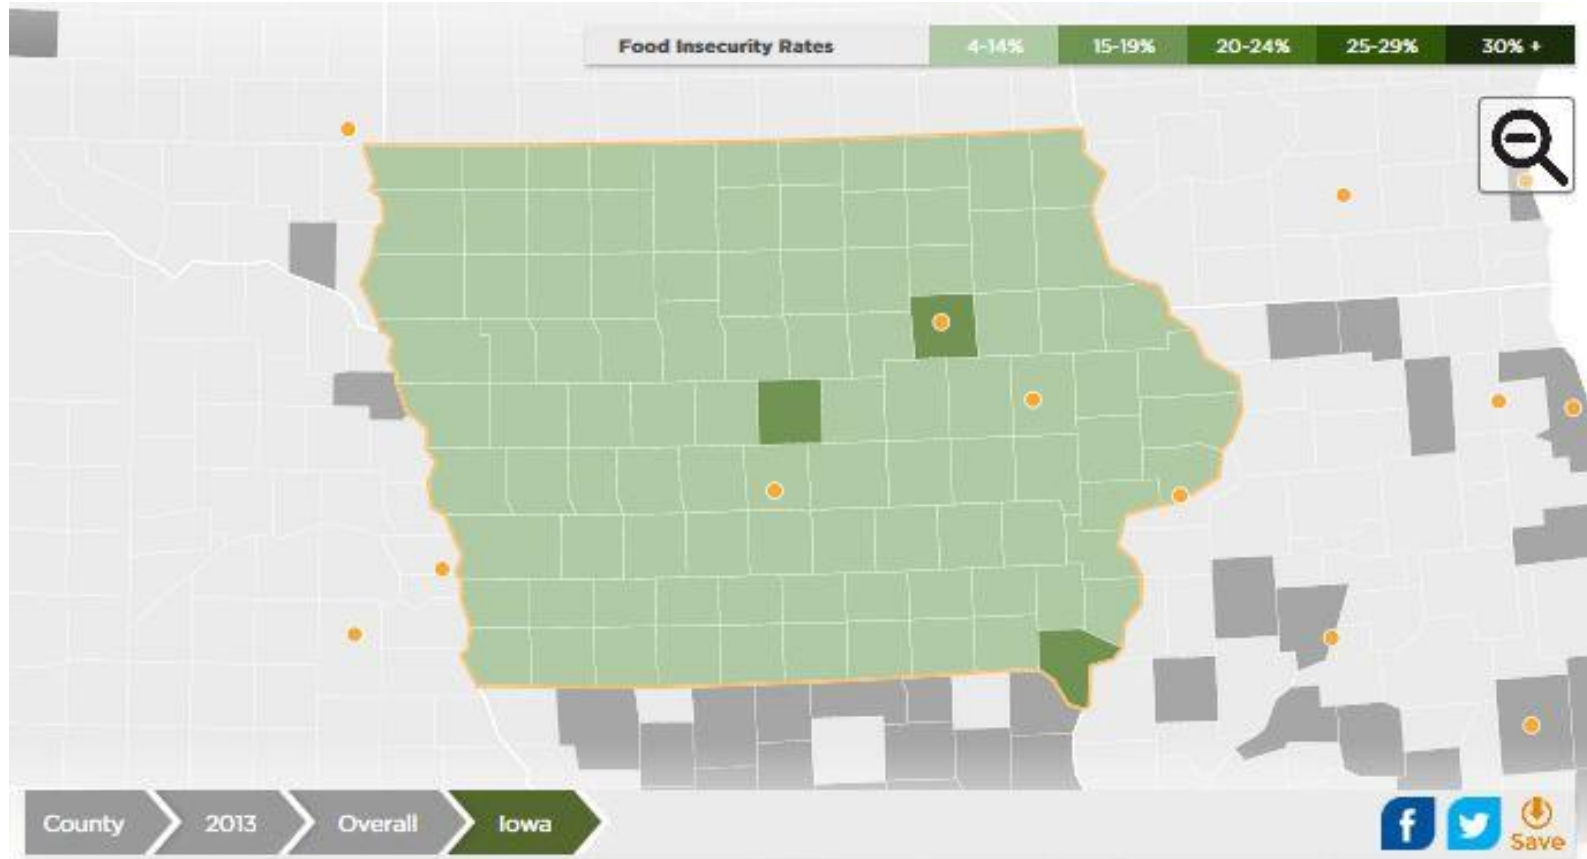 Food Insecurity Rates 4-14% 15-19% 20-24% 25-29% 30% +
County 2013 Overall Iowa
Save